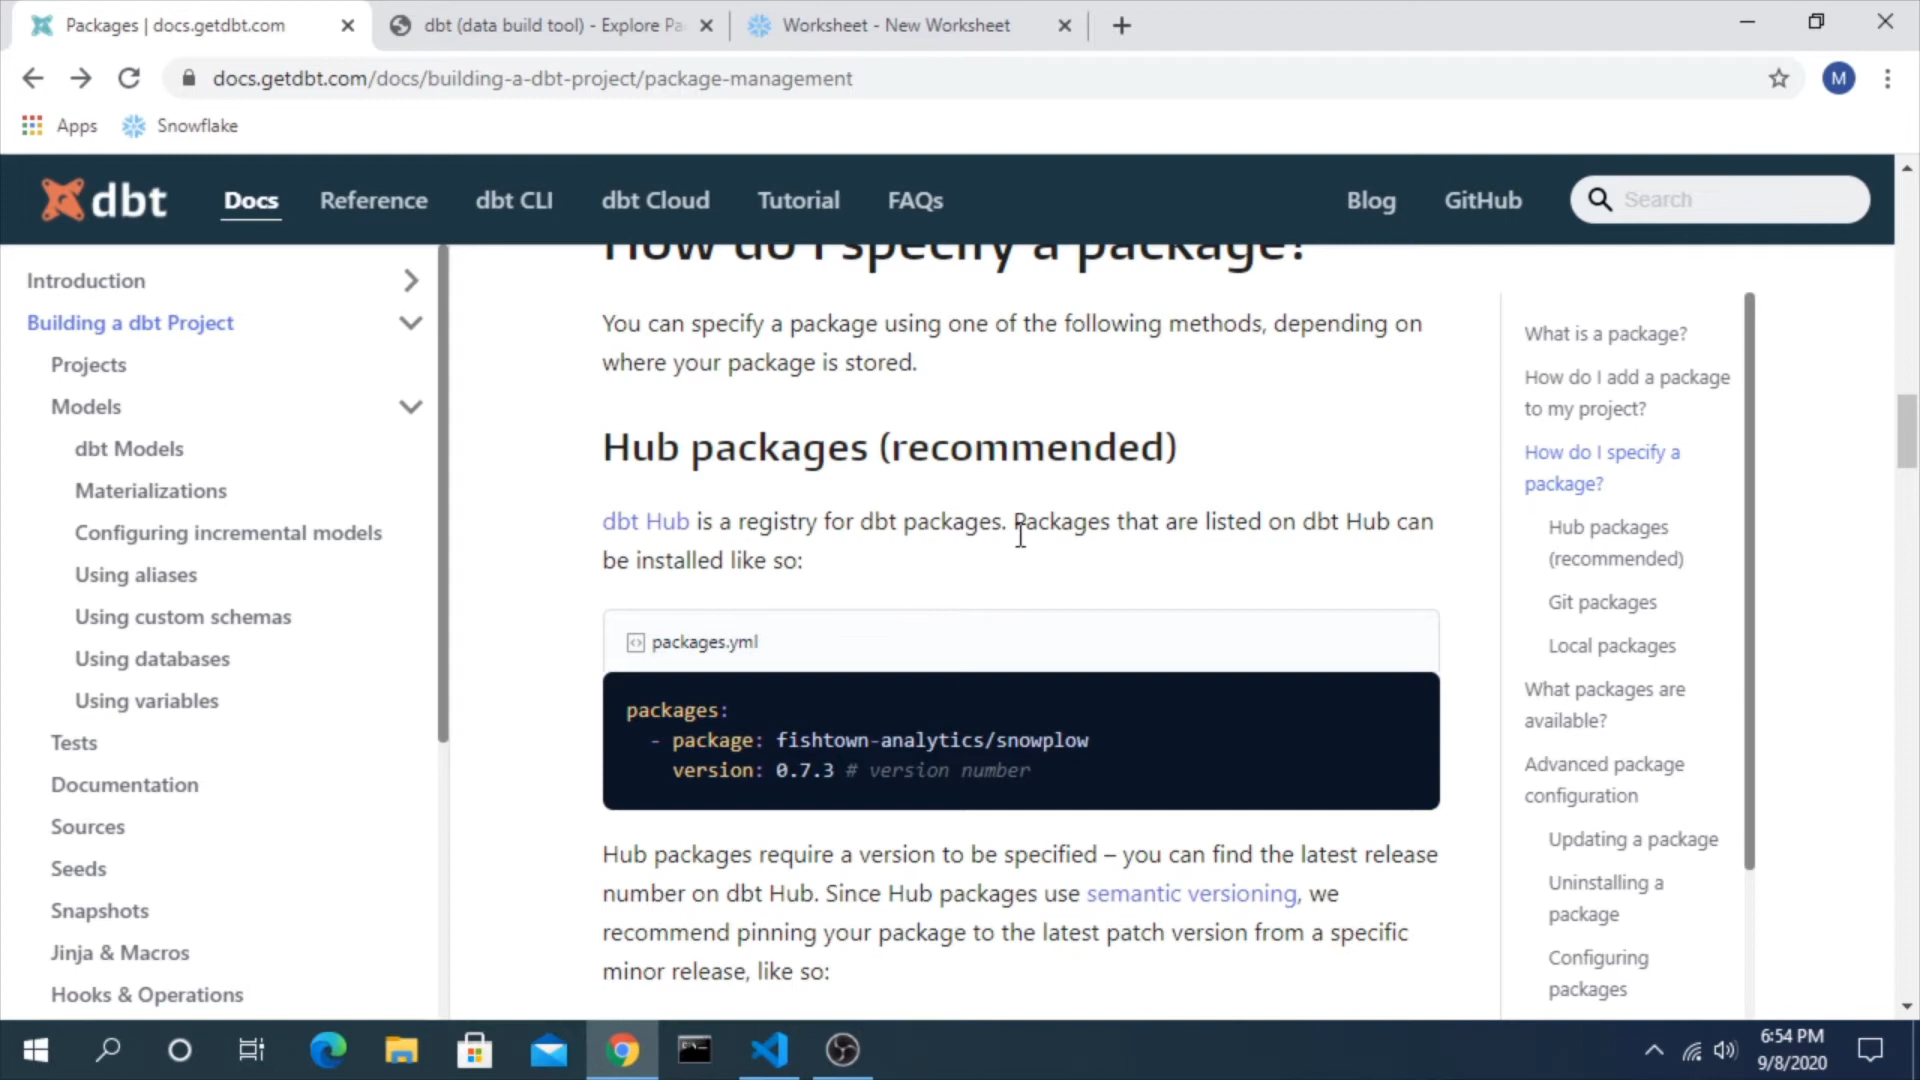 Packages | docs.getdbt.com
dbt (data build tool) - Explore Pa
Worksheet - New Worksheet
docs.getdbt.com/docs/building-a-dbt-project/package-management
M
Apps
Snowflake
dbt
Docs
Reference
dbt CLI
dbt Cloud
Tutorial
FAQs
Blog
GitHub
Search
Introduction
Building a dbt Project
Projects
Models
dbt Models
Materializations
Configuring incremental models
Using aliases
Using custom schemas
Using databases
Using variables
Tests
Documentation
Sources
Seeds
Snapshots
Jinja & Macros
Hooks & Operations
How do I specify a package?
You can specify a package using one of the following methods, depending on
where your package is stored.
Hub packages (recommended)
dbt Hub is a registry for dbt packages. Packages that are listed on dbt Hub can
be installed like so:
packages.yml
packages:
- package: fishtown-analytics/snowplow
version: 0.7.3 # version number
Hub packages require a version to be specified – you can find the latest release
number on dbt Hub. Since Hub packages use semantic versioning, we
recommend pinning your package to the latest patch version from a specific
minor release, like so:
What is a package?
How do I add a package
to my project?
How do I specify a
package?
Hub packages
(recommended)
Git packages
Local packages
What packages are
available?
Advanced package
configuration
Updating a package
Uninstalling a
package
Configuring
packages
6:54 PM
9/8/2020